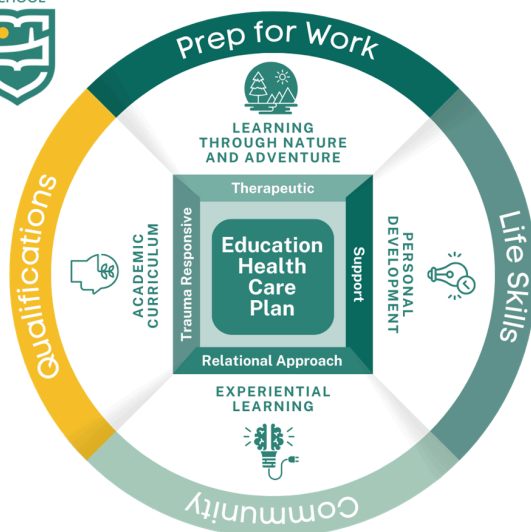 SCHOOL
Prep for Work
LEARNING
THROUGH NATURE
AND ADVENTURE
Therapeutic
Qualifications
ACADEMIC
CURRICULUM
Trauma Responsive
Education
Health
Care
Plan
Support
PERSONAL
DEVELOPMENT
Life Skills
Relational Approach
EXPERIENTIAL
LEARNING
Community